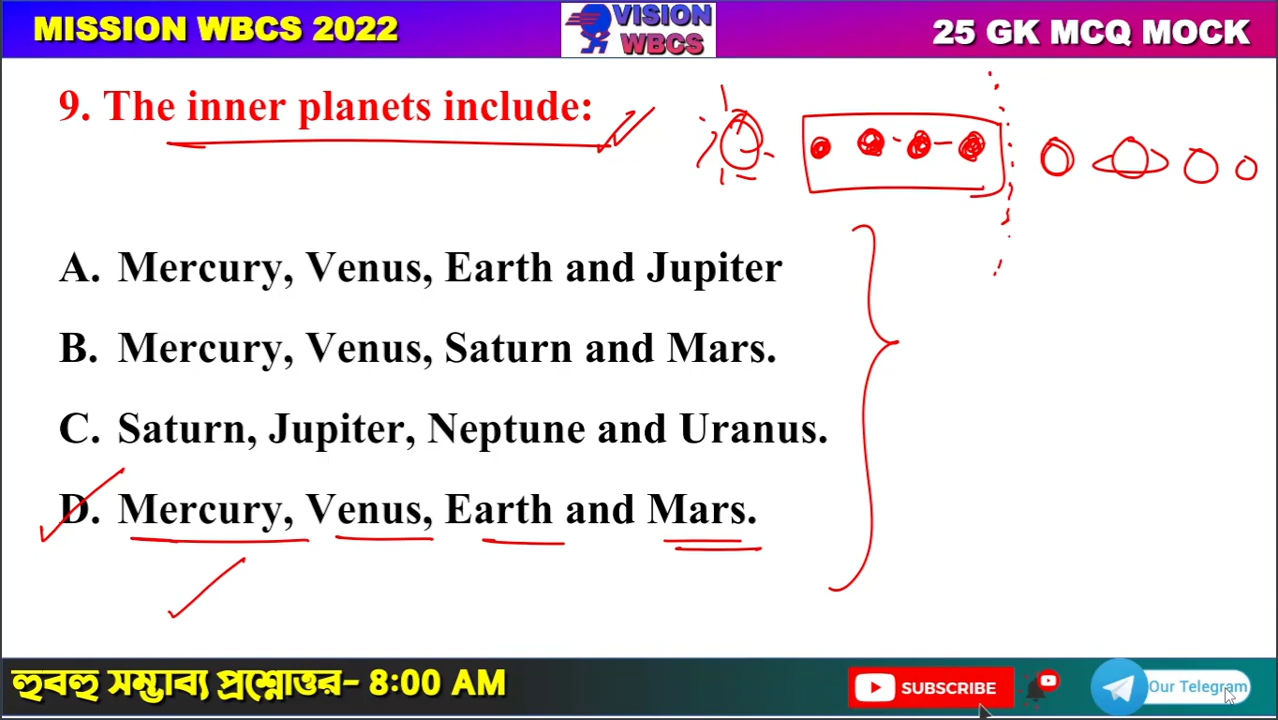 MISSION WBCS 2022
VISION
WBCS
25 GK MCQ MOCK
9. The inner planets include:
A. Mercury, Venus, Earth and Jupiter
B. Mercury, Venus, Saturn and Mars.
C. Saturn, Jupiter, Neptune and Uranus.
D. Mercury, Venus, Earth and Mars.
হুবহু সম্ভাব্য প্রশ্নোত্তর- 8:00 AM
SUBSCRIBE
Our Telegram